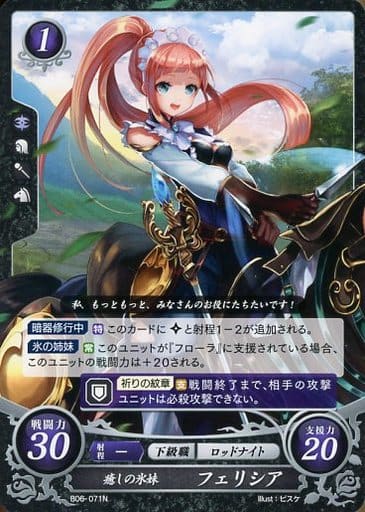 1
私、もっともっと、みなさんのお役にたちたいです!
暗器修行中 特 このカードに と射程1-2が追加される。
氷の姉妹 常 このユニットが『フローラ』に支援されている場合、
このユニットの戦闘力は+20される。
祈りの紋章 支 戦闘終了まで、相手の攻撃
ユニットは必殺攻撃できない。
戦闘力
30
射程 - 下級職 ロッドナイト
支援力
20
癒しの氷妹 フェリシア
B06-071N
Illust:ビスケ